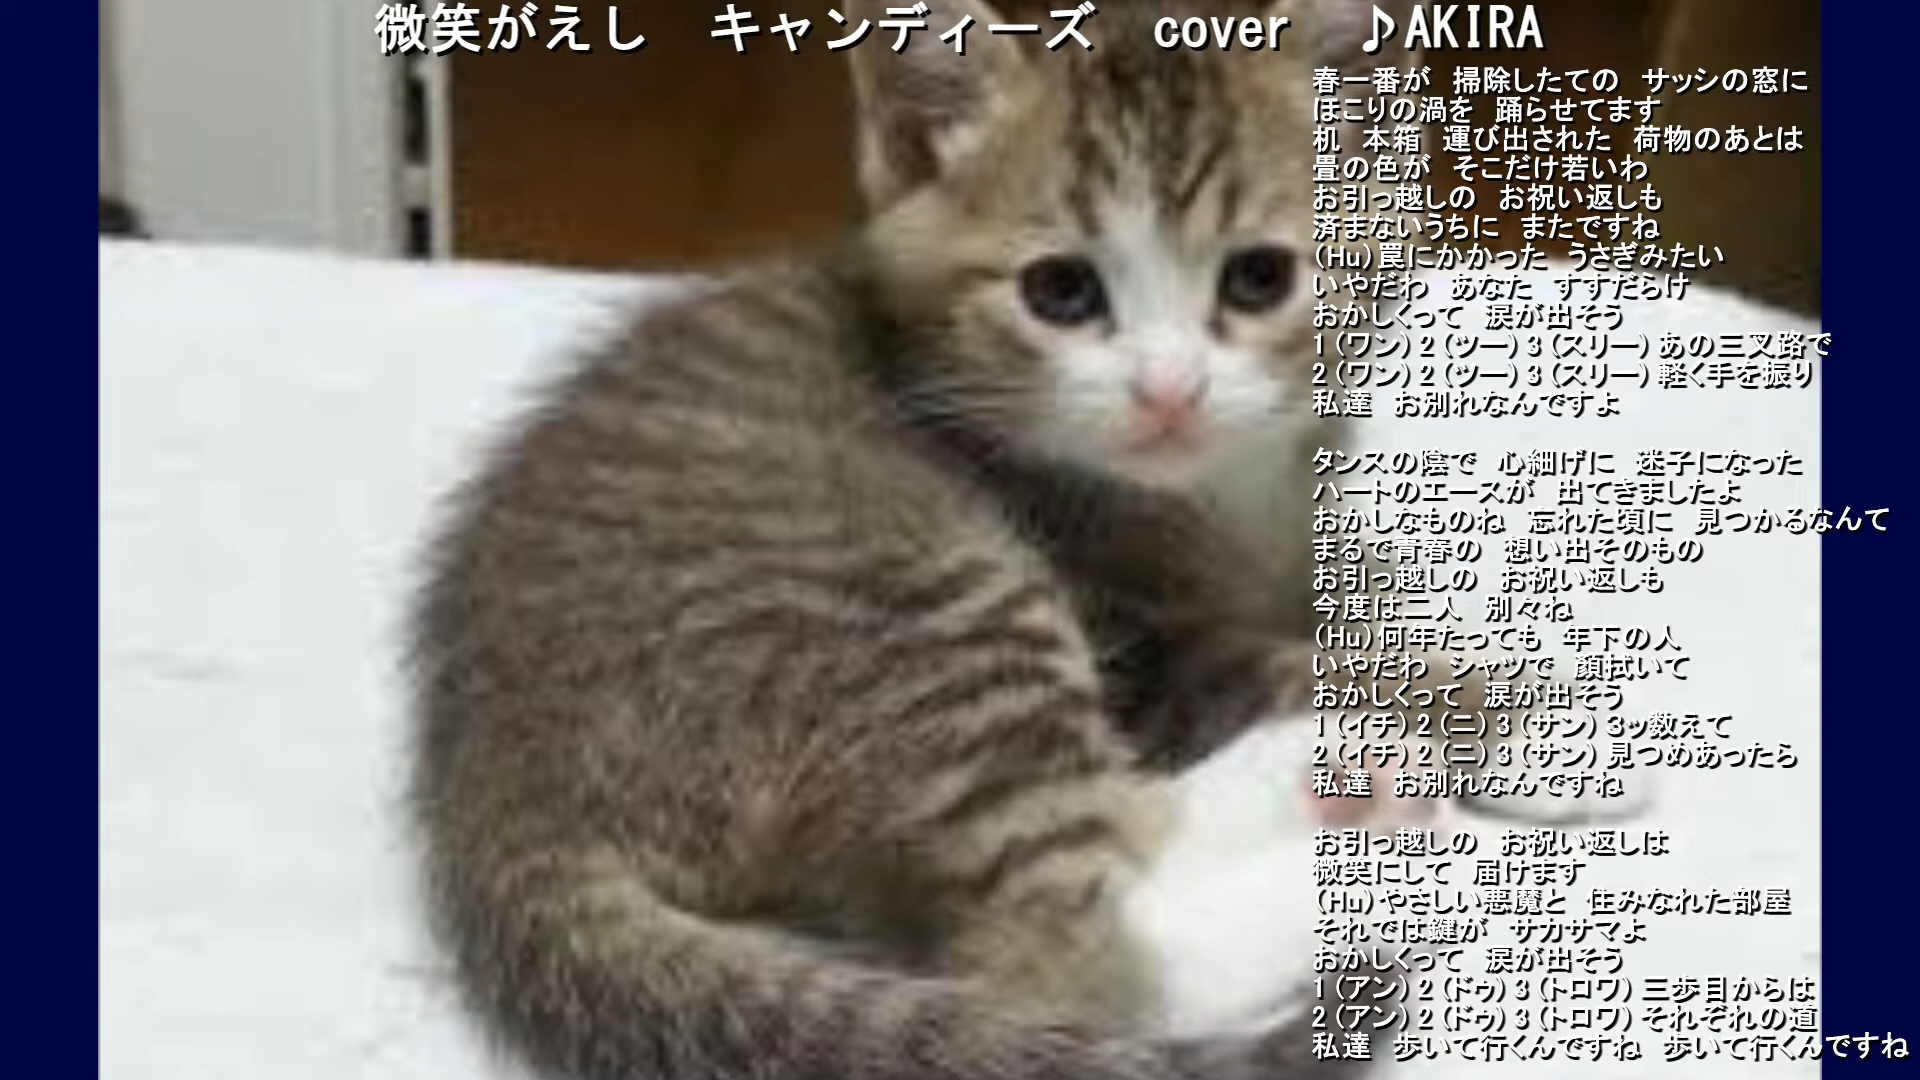 微笑がえし　キャンディーズ　cover　♪AKIRA
春一番が　掃除したての　サッシの窓に
ほこりの渦を　踊らせてます
机　本箱　運び出された　荷物のあとは
畳の色が　そこだけ若いわ
お引っ越しの　お祝い返しも
済まないうちに　またですね
(Hu)罠にかかった　うさぎみたい
いやだわ　あなた　すすだらけ
おかしくって　涙が出そう
1(ワン)2(ツー)3(スリー)あの三叉路で
2(ワン)2(ツー)3(スリー)軽く手を振り
私達　お別れなんですよ
タンスの陰で　心細げに　迷子になった
ハートのエースが　出てきましたよ
おかしなものね　忘れた頃に　見つかるなんて
まるで青春の　想い出そのもの
お引っ越しの　お祝い返しも
今度は二人　別々ね
(Hu)何年たっても　年下の人
いやだわ　シャツで　顔拭いて
おかしくって　涙が出そう
1(イチ)2(ニ)3(サン)3ッ数えて
2(イチ)2(ニ)3(サン)見つめあったら
私達　お別れなんですね
お引っ越しの　お祝い返しは
微笑にして　届けます
(Hu)やさしい悪魔と　住みなれた部屋
それでは鍵が　サカサマよ
おかしくって　涙が出そう
1(アン)2(ドゥ)3(トロワ)三歩目からは
2(アン)2(ドゥ)3(トロワ)それぞれの道
私達　歩いて行くんですね　歩いて行くんですね